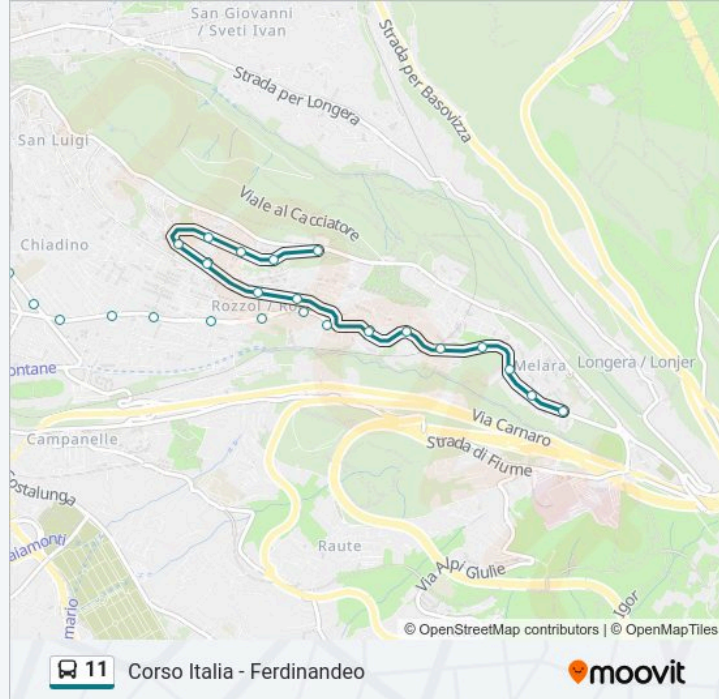 San Giovanni
/ Sveti Ivan
Strada per Longera
Strada per Basovizza
San Luigi
Viale al Cacciatore
Chiadino
Rozzol / Ro
Melara
Longera / Lonjer
ontane
Via Carnaro
Campanelle
Strada di Fiume
ostalunga
aiamonti
Raute
Via Alpi Giulie
Igor
mario
© OpenStreetMap contributors | © OpenMapTiles
11 Corso Italia - Ferdinandeo
moovit